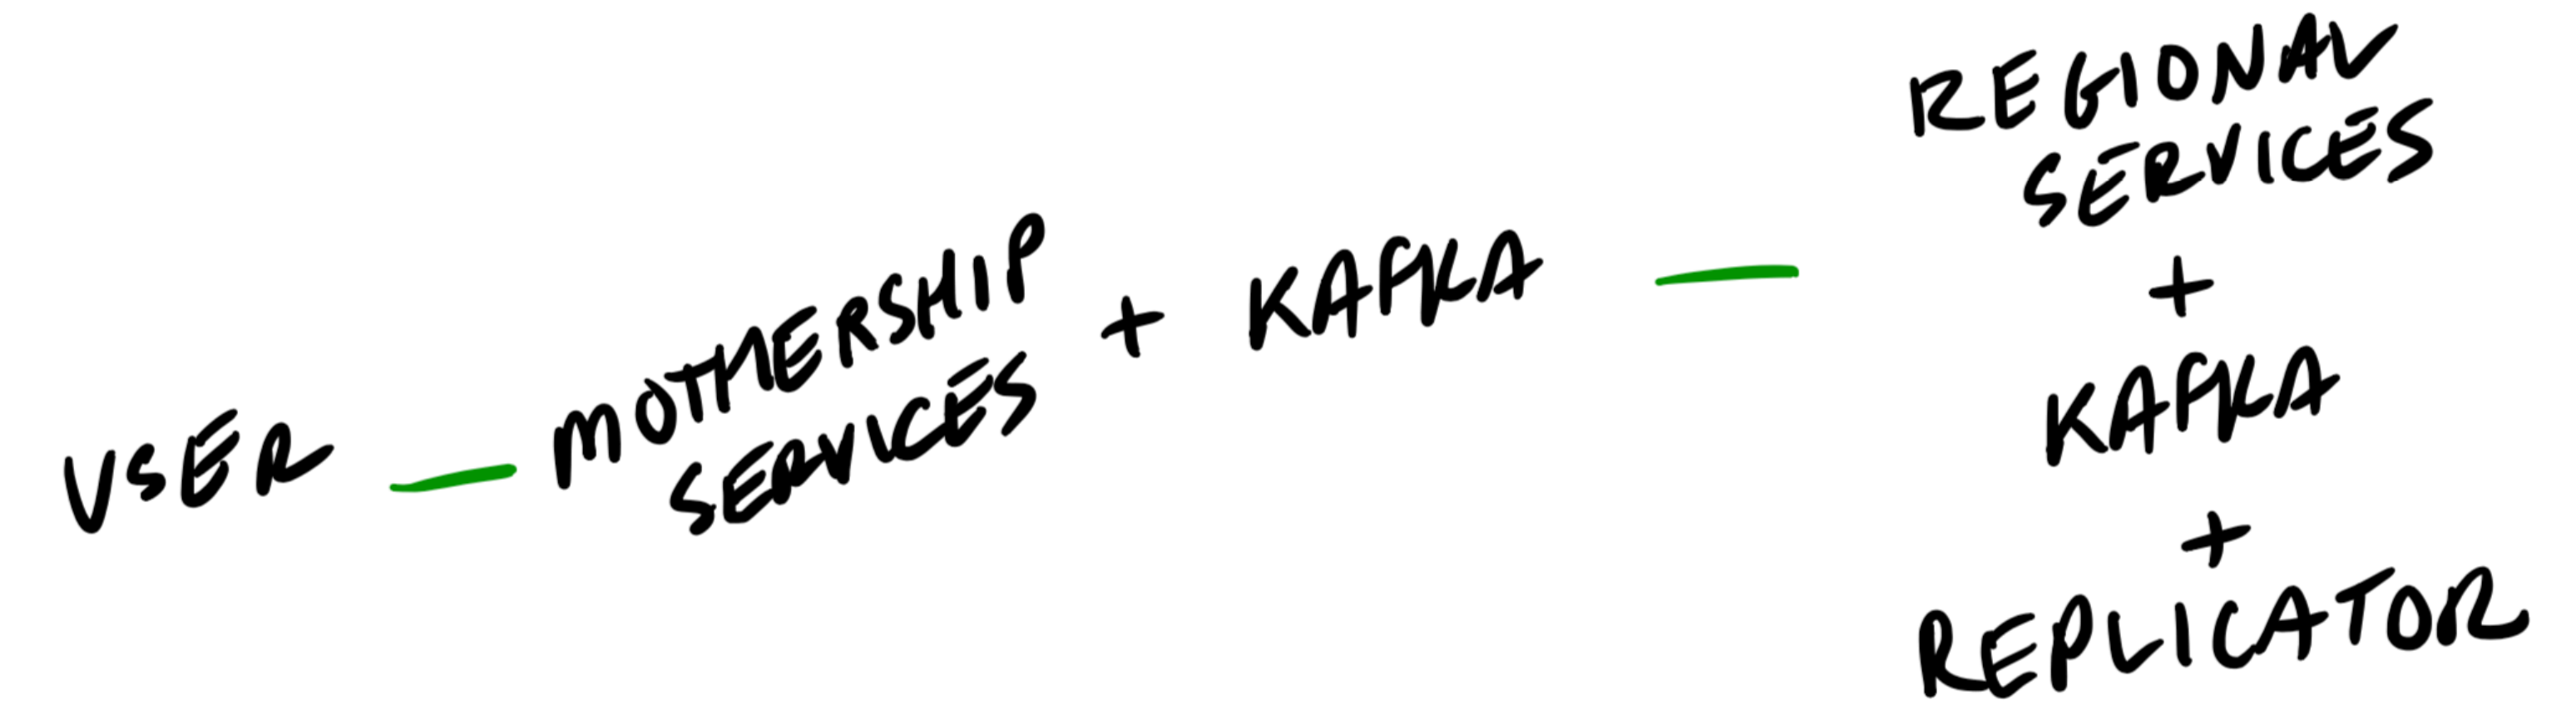 USER — MOTHERSHIP
SERVICES + KAFKA —
REGIONAL
SERVICES
+
KAFKA
+
REPLICATOR